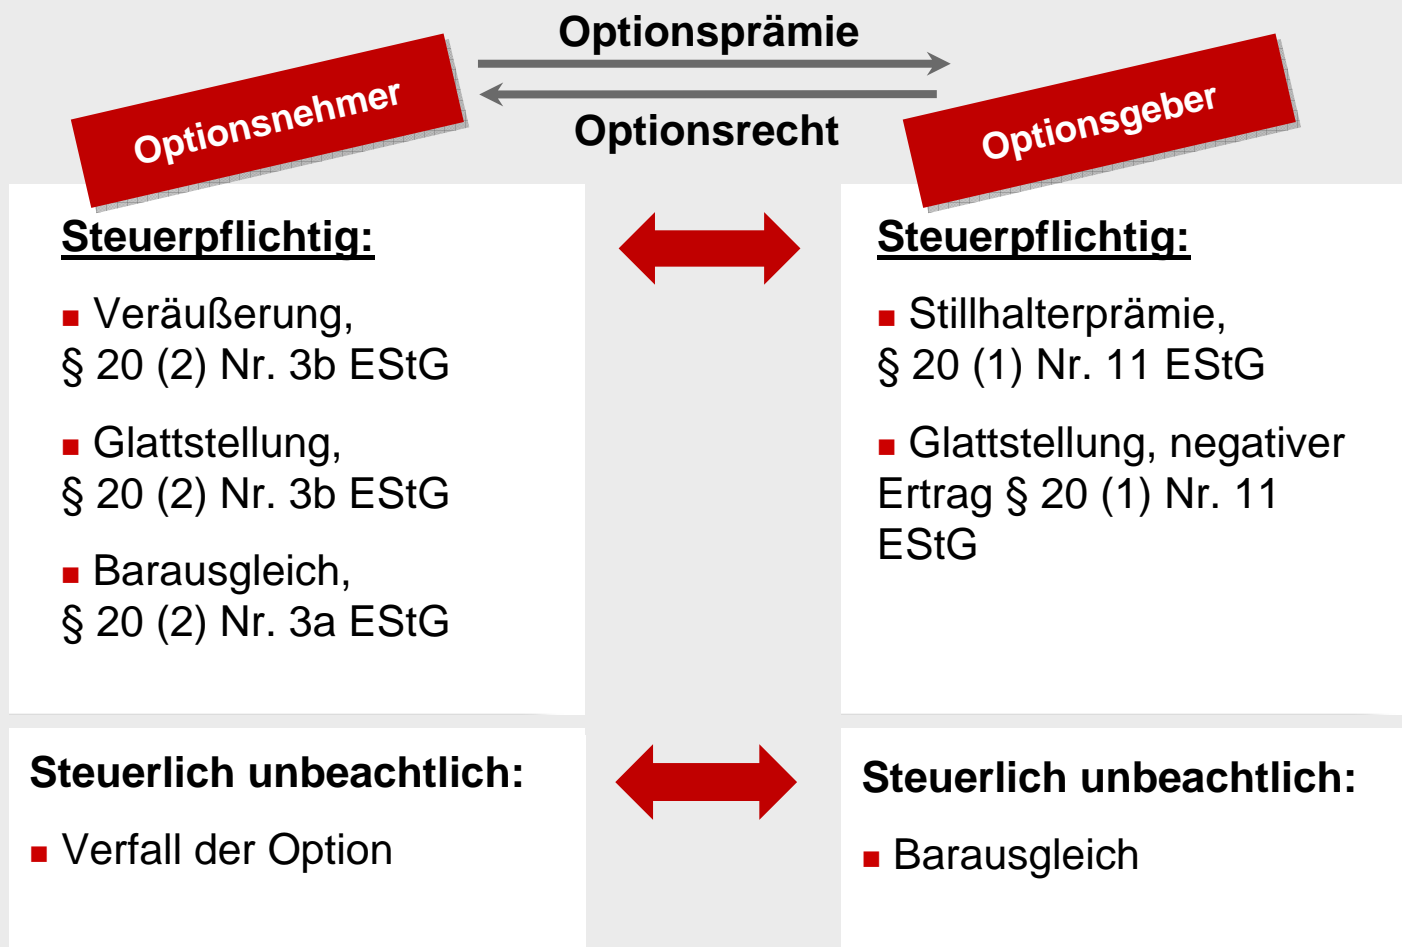 Optionsprämie
Optionsnehmer
Optionsrecht
Optionsgeber
Steuerpflichtig:
■ Veräußerung,
§ 20 (2) Nr. 3b EStG
■ Glattstellung,
§ 20 (2) Nr. 3b EStG
■ Barausgleich,
§ 20 (2) Nr. 3a EStG
Steuerpflichtig:
■ Stillhalterprämie,
§ 20 (1) Nr. 11 EStG
■ Glattstellung, negativer
Ertrag § 20 (1) Nr. 11
EStG
Steuerlich unbeachtlich:
■ Verfall der Option
Steuerlich unbeachtlich:
■ Barausgleich